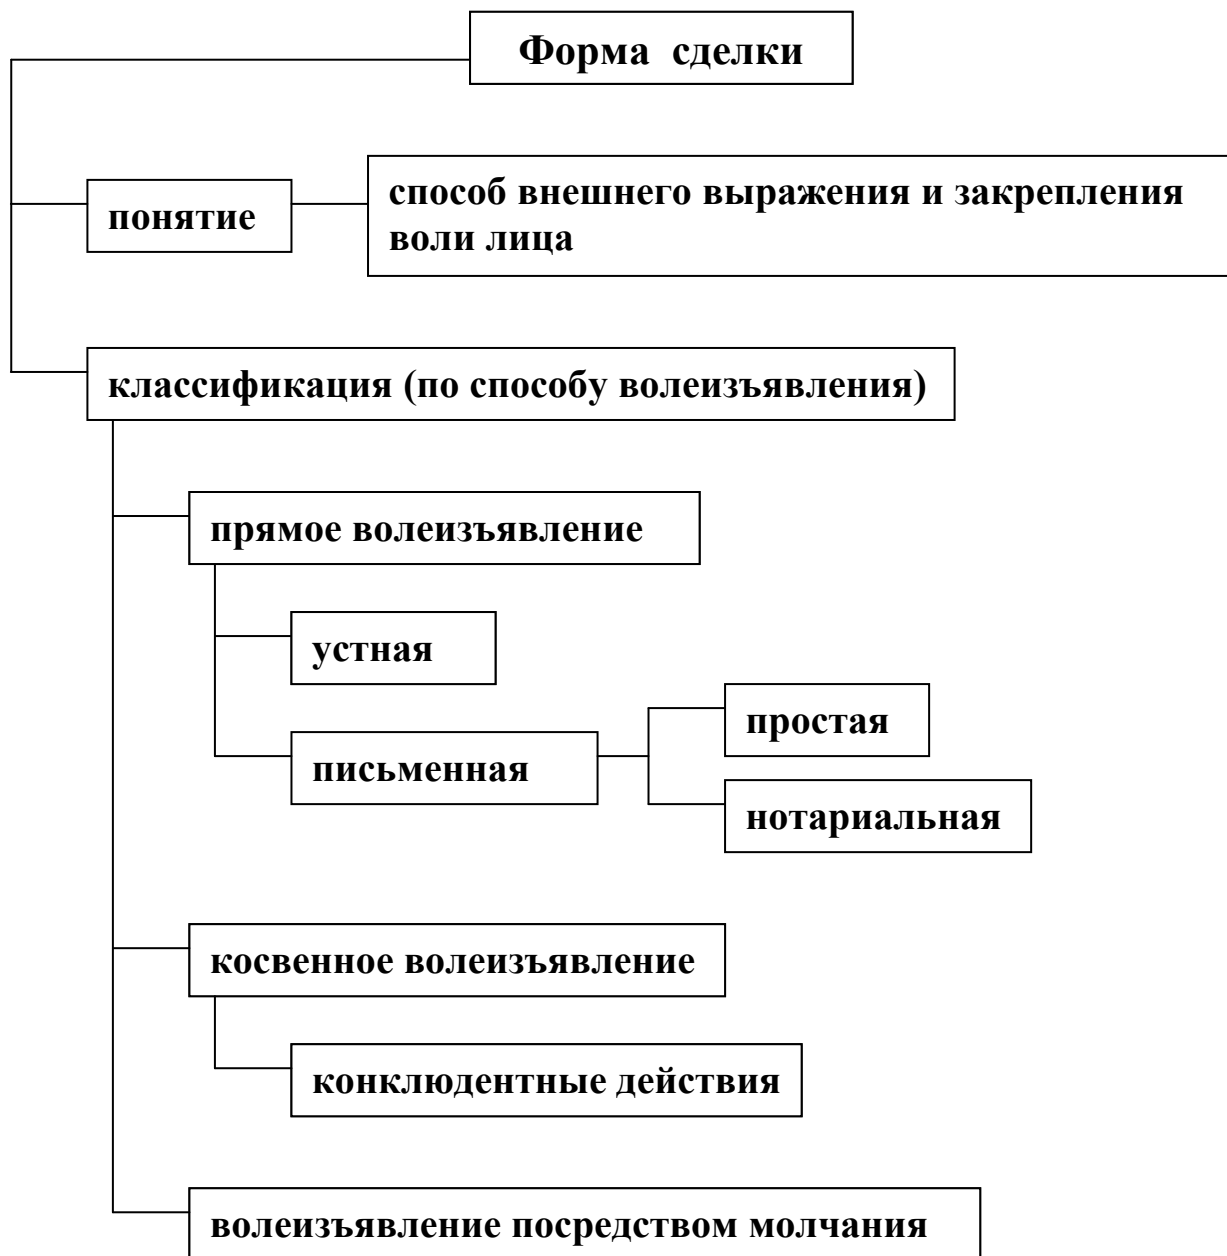 Форма сделки
понятие
способ внешнего выражения и закрепления
воли лица
классификация (по способу волеизъявления)
прямое волеизъявление
устная
простая
письменная
нотариальная
косвенное волеизъявление
конклюдентные действия
волеизъявление посредством молчания